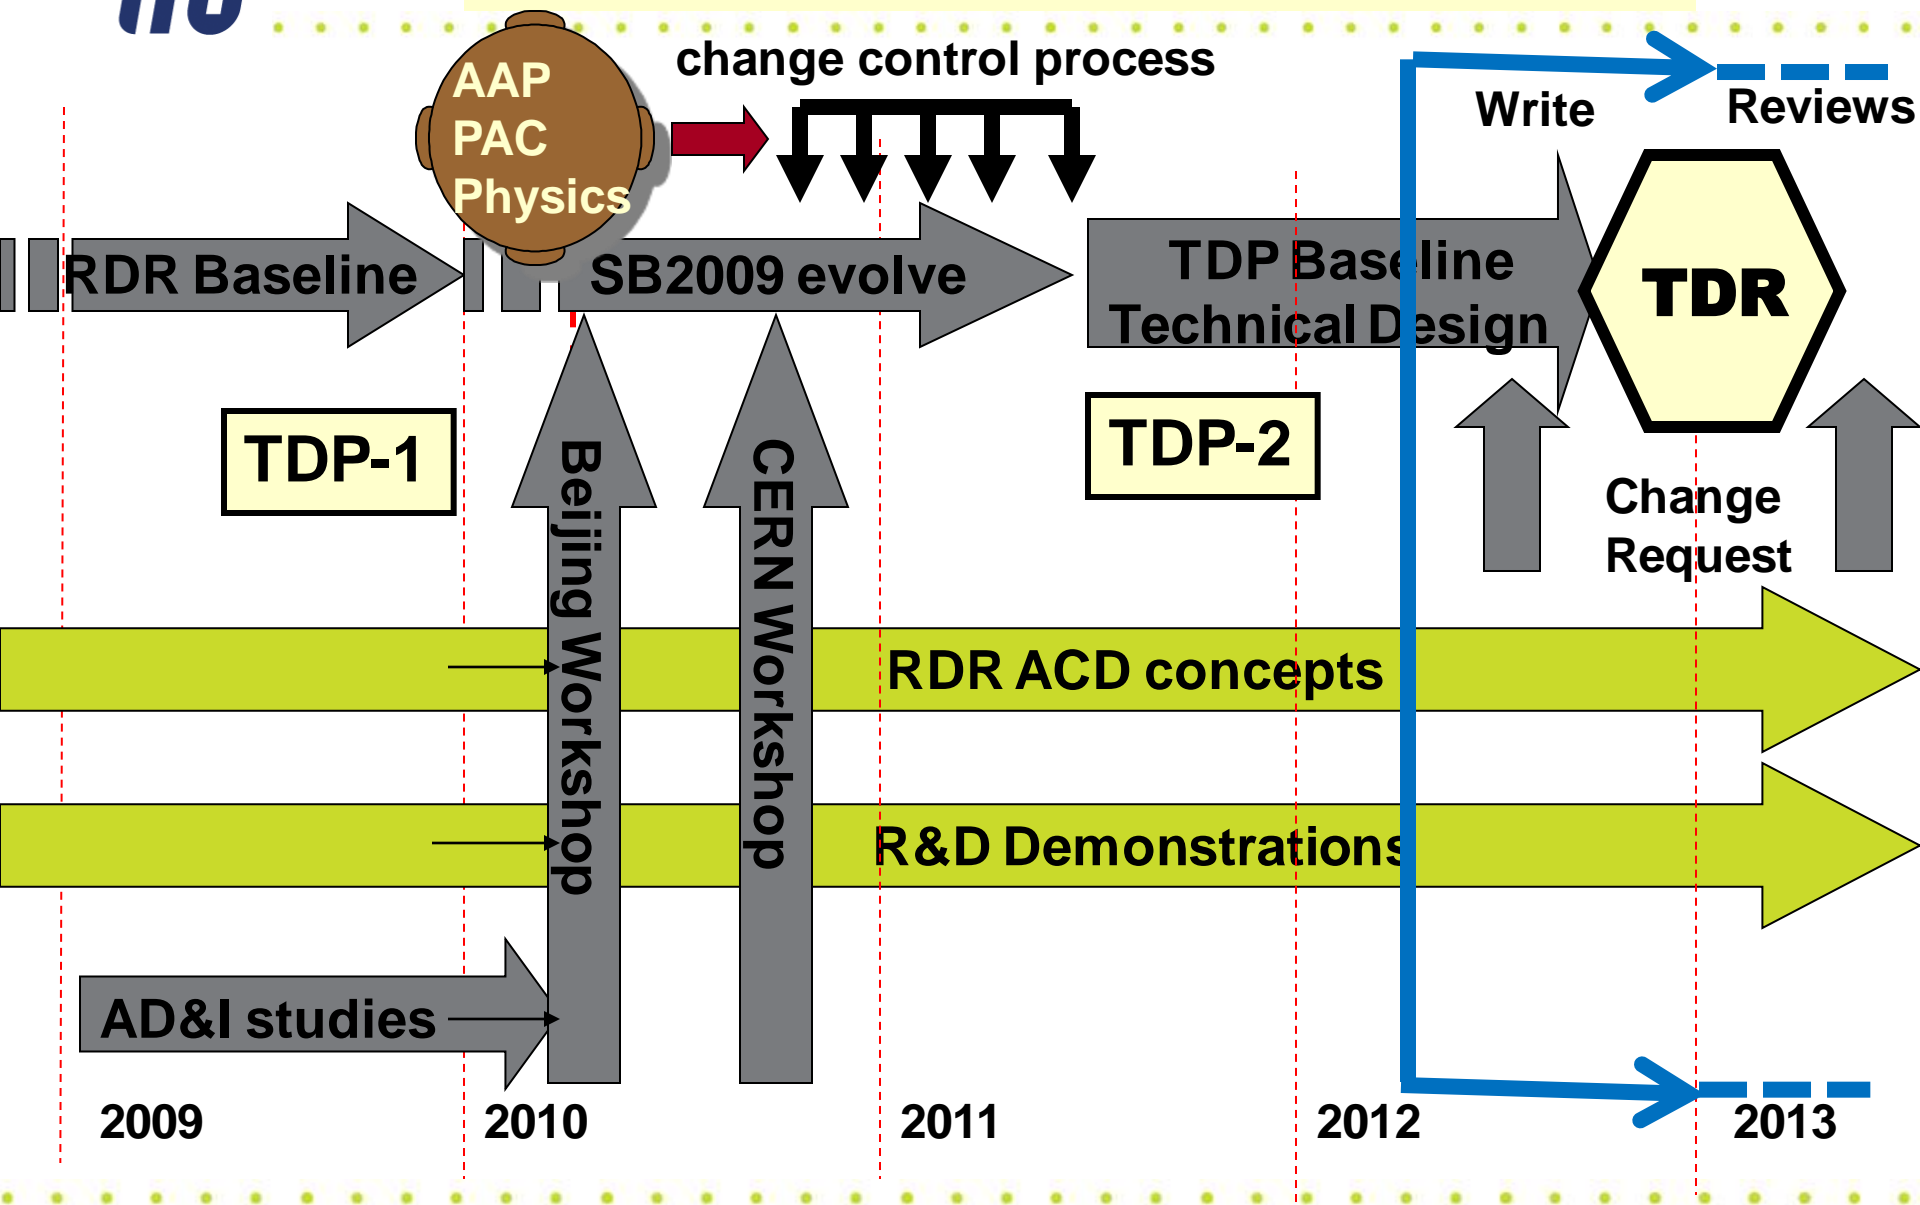 change control process
AAP
PAC
Physics
Write
Reviews
RDR Baseline
SB2009 evolve
TDP Baseline
Technical Design
TDR
TDP-1
TDP-2
Beijing Workshop
CERN Workshop
Change
Request
RDR ACD concepts
R&D Demonstrations
AD&I studies
2009
2010
2011
2012
2013